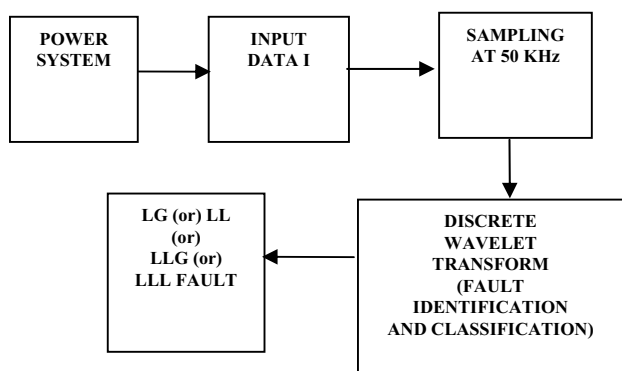 POWER
SYSTEM
INPUT
DATA I
SAMPLING
AT 50 KHz
DISCRETE
WAVELET
TRANSFORM
(FAULT
IDENTIFICATION
AND CLASSIFICATION)
LG (or) LL
(or)
LLG (or)
LLL FAULT